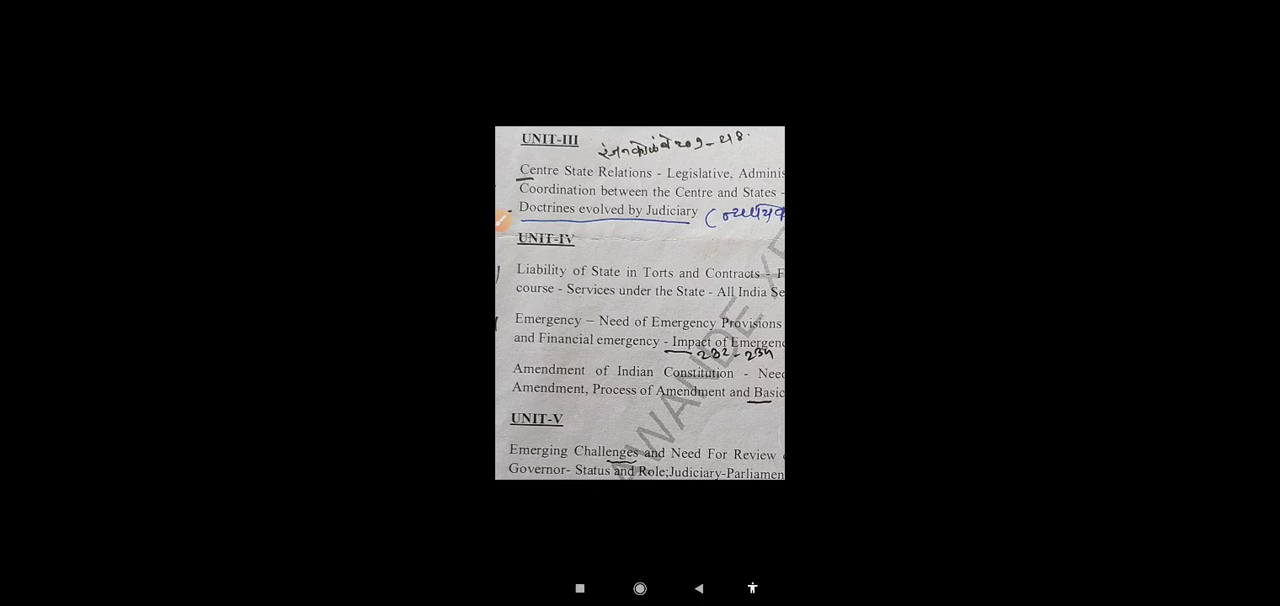 UNIT-III
Centre State Relations - Legislative, Adminis
Coordination between the Centre and States -
Doctrines evolved by Judiciary
UNIT-IV
Liability of State in Torts and Contracts - F
course - Services under the State - All India Se
Emergency – Need of Emergency Provisions
and Financial emergency - Impact of Emergenc
Amendment of Indian Constitution - Need
Amendment, Process of Amendment and Basic
UNIT-V
Emerging Challenges and Need For Review
Governor- Status and Role;Judiciary-Parliamen